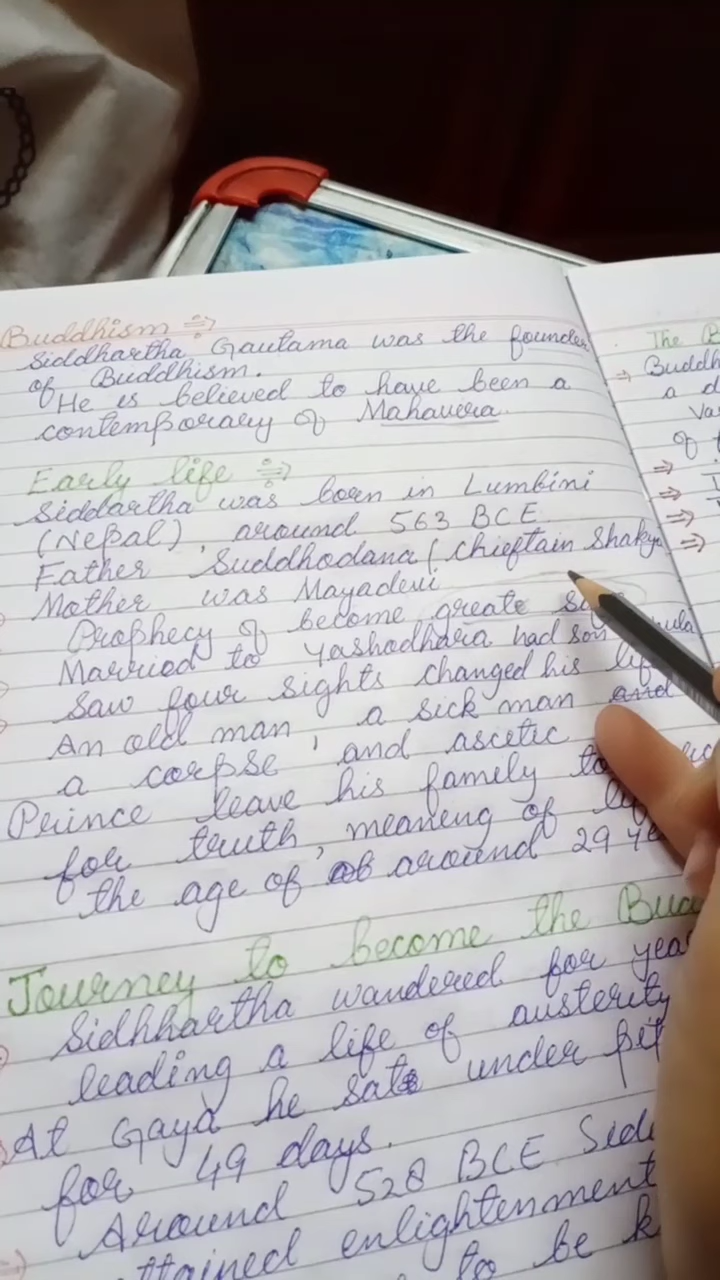 Buddhism ⇒
Siddhartha Gautama was the founder
of Buddhism.
He is believed to have been a
contemporary of Mahavira.
Early life ⇒
Siddartha was born in Lumbini
(Nepal), around 563 BCE
Father Suddhodana (Chieftain Shakya
Mother was Mayadevi
Prophecy of become greate
Married to Yashodhara had son
Saw four sights changed his
An old man, a sick man and
a corpse, and ascetic
Prince leave his family to
for truth, meaning of
the age of around 29
Journey to become the
Sidhhartha wandered for
leading a life of austerity
At Gaya he sat under
for 49 days.
Around 528 BCE
enlightenment
to be
The
⇒ Buddh
a d
of